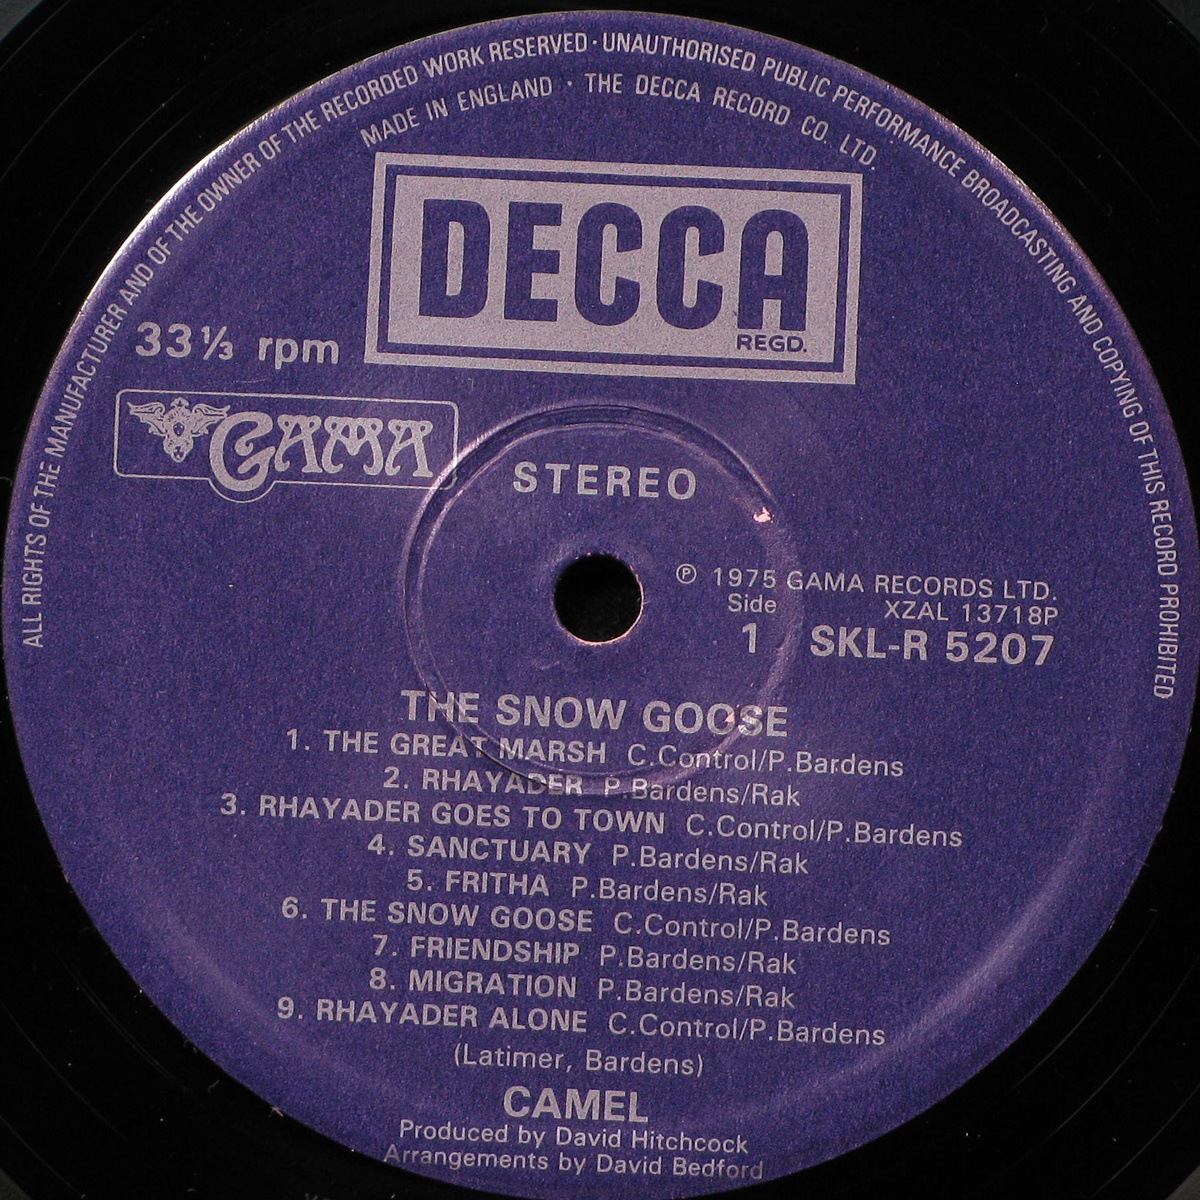 ALL RIGHTS OF THE MANUFACTURER AND OF THE OWNER OF THE RECORDED WORK RESERVED · UNAUTHORISED PUBLIC PERFORMANCE BROADCASTING AND COPYING OF THIS RECORD PROHIBITED
MADE IN ENGLAND · THE DECCA RECORD CO. LTD.
DECCA
REGD.
33⅓ rpm
GAMA
STEREO
℗ 1975 GAMA RECORDS LTD.
Side XZAL 13718P
1 SKL-R 5207
THE SNOW GOOSE
1. THE GREAT MARSH C.Control/P.Bardens
2. RHAYADER P.Bardens/Rak
3. RHAYADER GOES TO TOWN C.Control/P.Bardens
4. SANCTUARY P.Bardens/Rak
5. FRITHA P.Bardens/Rak
6. THE SNOW GOOSE C.Control/P.Bardens
7. FRIENDSHIP P.Bardens/Rak
8. MIGRATION P.Bardens/Rak
9. RHAYADER ALONE C.Control/P.Bardens
(Latimer, Bardens)
CAMEL
Produced by David Hitchcock
Arrangements by David Bedford